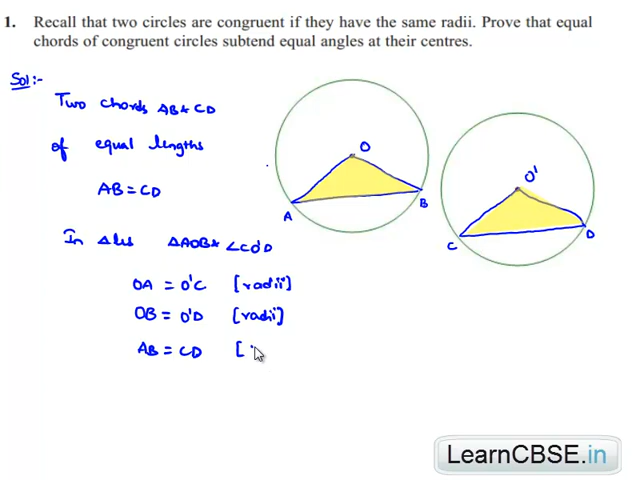 1. Recall that two circles are congruent if they have the same radii. Prove that equal
chords of congruent circles subtend equal angles at their centres.
Sol:-
Two chords AB & CD
of equal lengths
AB = CD
In Δles ΔAOB & ∠CO'D
OA = O'C [radii]
OB = O'D [radii]
AB = CD [
O
A
B
O'
C
D
LearnCBSE.in